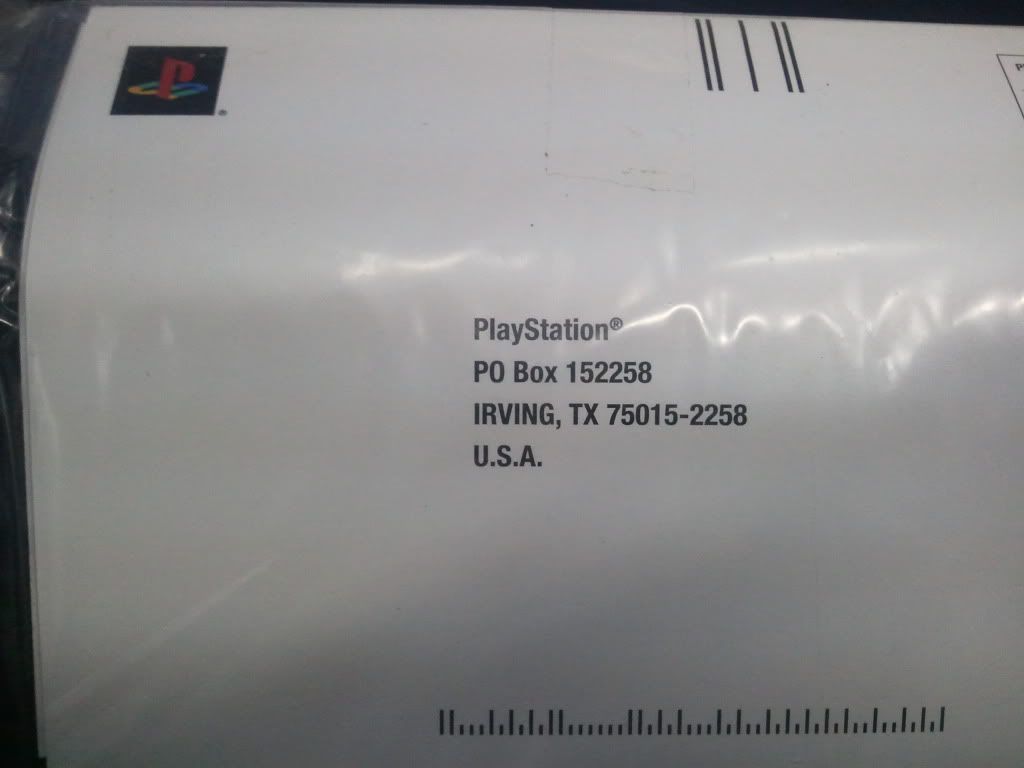 PlayStation®
PO Box 152258
IRVING, TX 75015-2258
U.S.A.